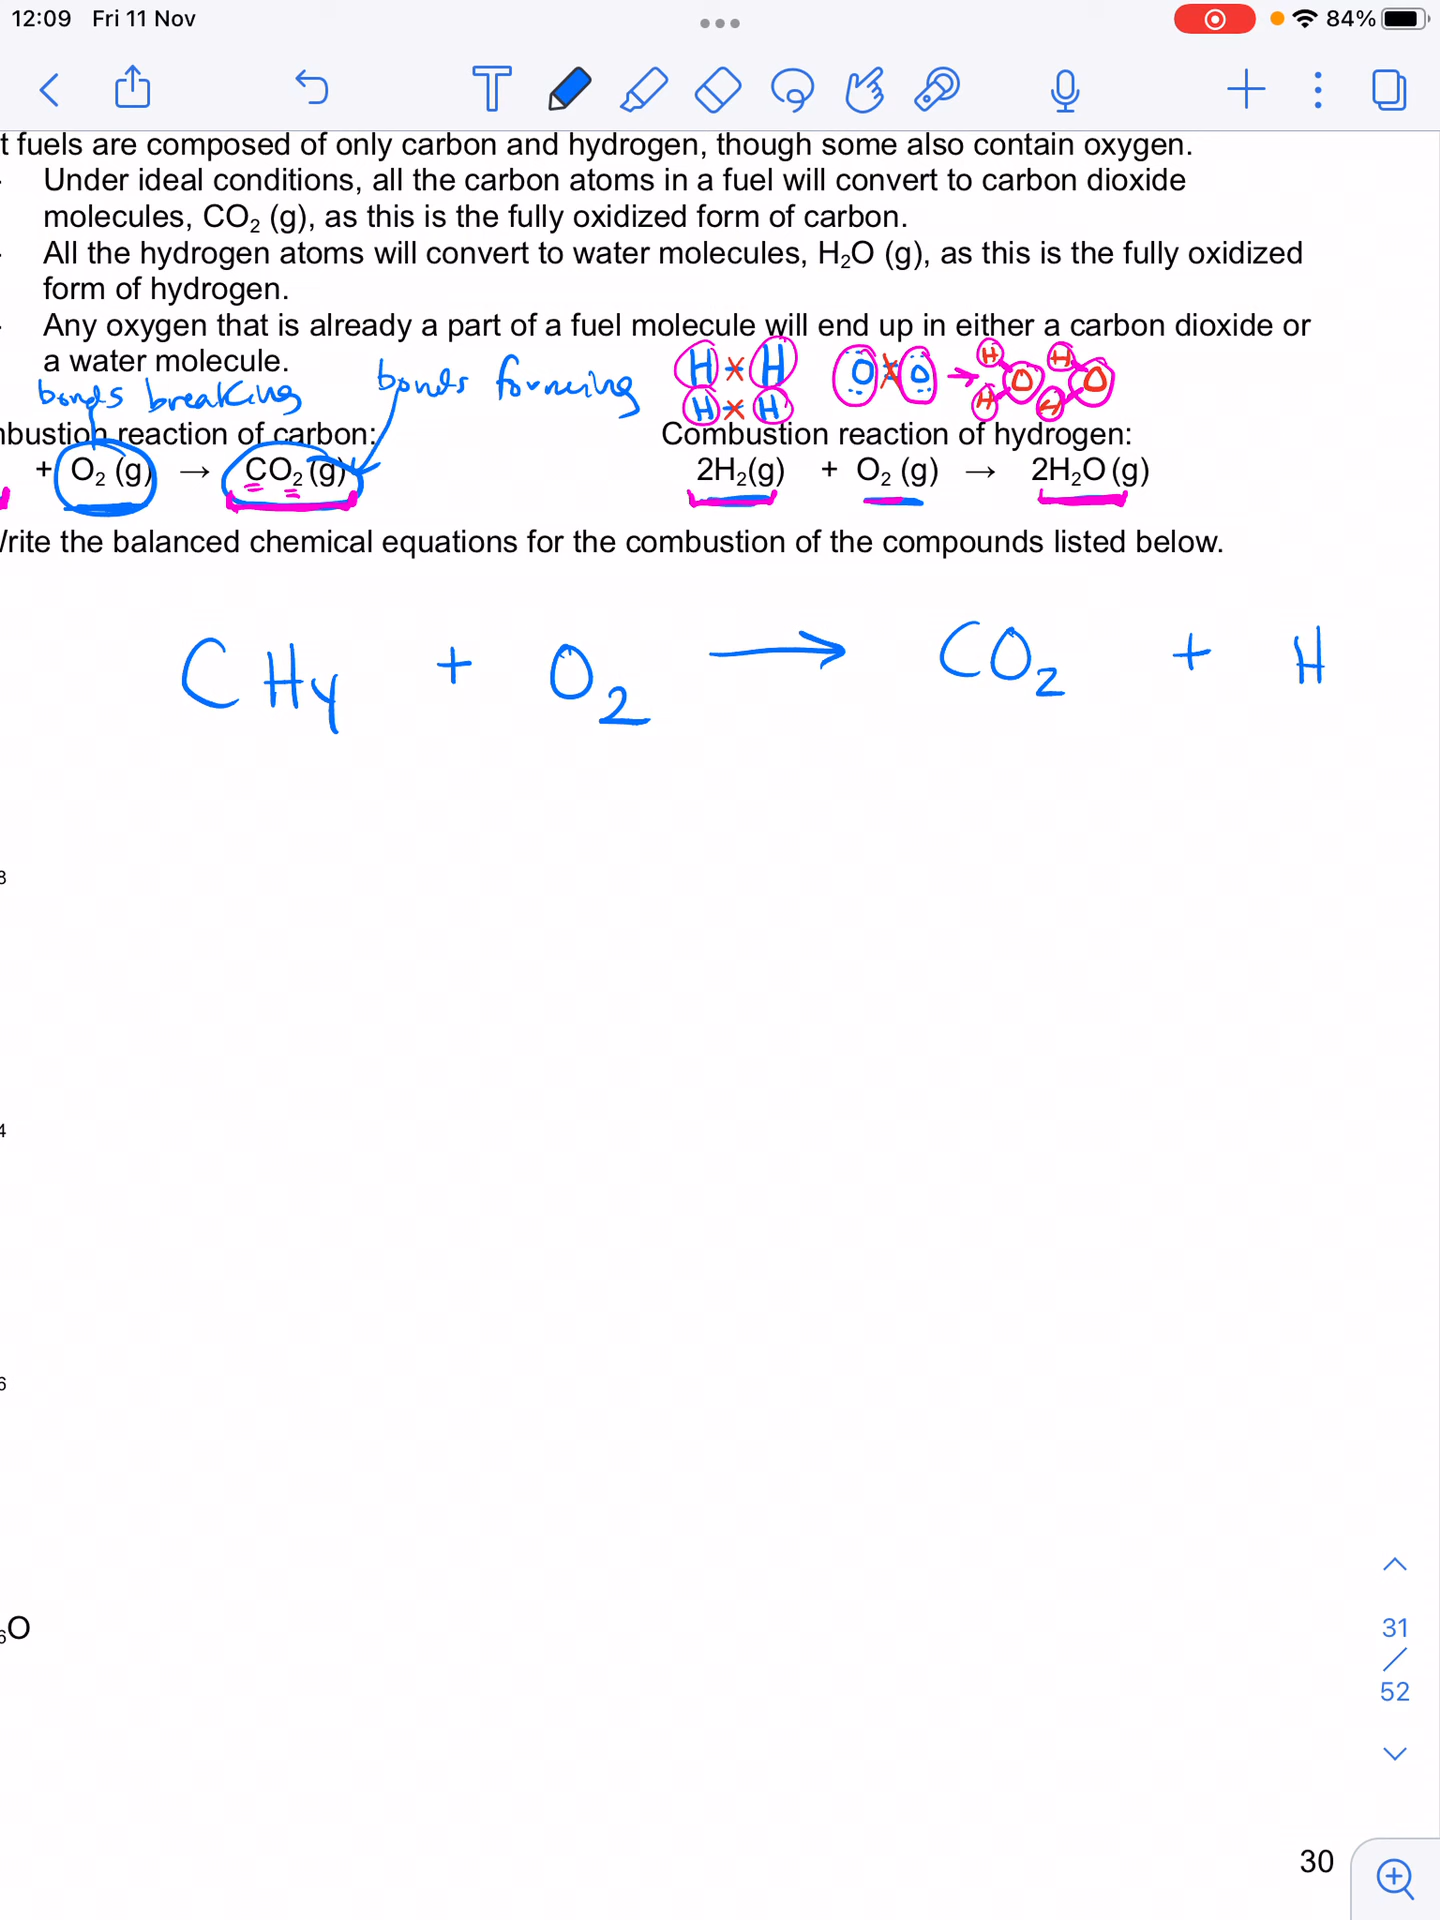 12:09 Fri 11 Nov 84%
t fuels are composed of only carbon and hydrogen, though some also contain oxygen.
- Under ideal conditions, all the carbon atoms in a fuel will convert to carbon dioxide
molecules, CO₂ (g), as this is the fully oxidized form of carbon.
- All the hydrogen atoms will convert to water molecules, H₂O (g), as this is the fully oxidized
form of hydrogen.
- Any oxygen that is already a part of a fuel molecule will end up in either a carbon dioxide or
a water molecule.
bonds breaking bonds forming H H O O → H O H H O
H H H
mbustion reaction of carbon: Combustion reaction of hydrogen:
+ O₂ (g) → CO₂ (g) 2H₂(g) + O₂ (g) → 2H₂O (g)
Write the balanced chemical equations for the combustion of the compounds listed below.
CH4 + O₂ → CO₂ + H
8
4
6
₆O
31
/
52
30